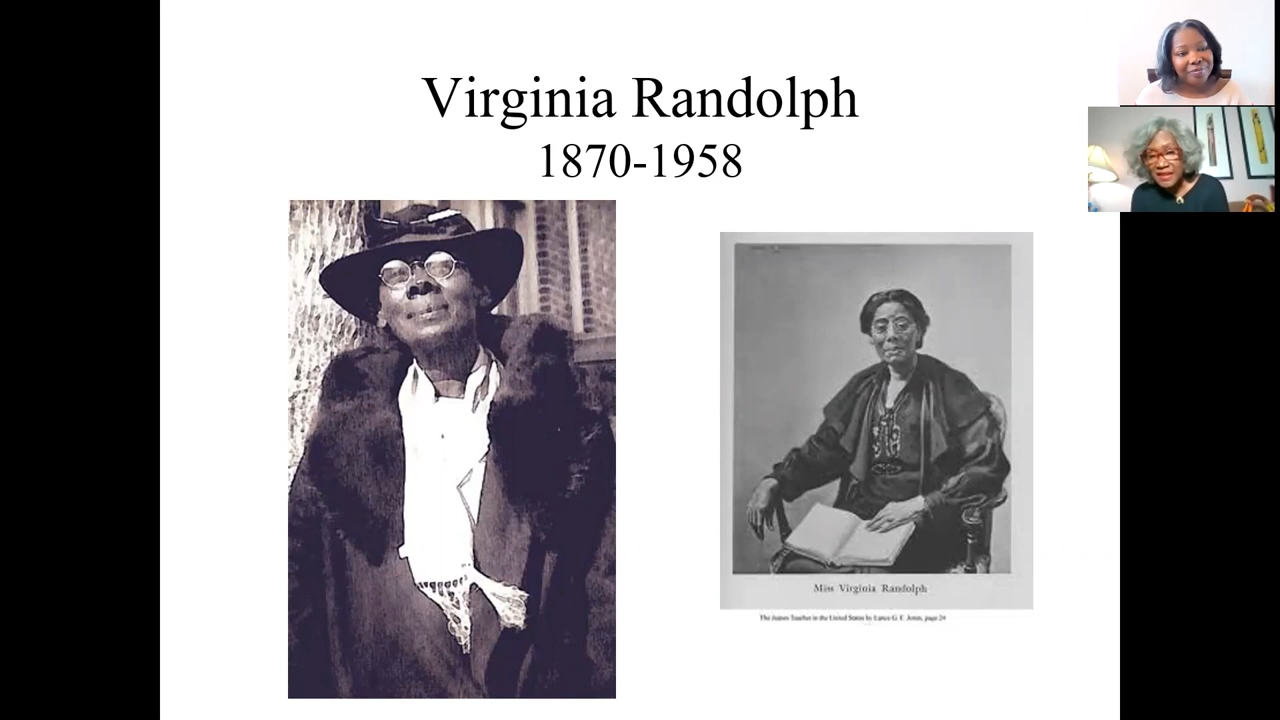 Virginia Randolph
1870-1958
Miss Virginia Randolph
The Jeanes Teacher in the United States by Lance G. E. Jones, page 24